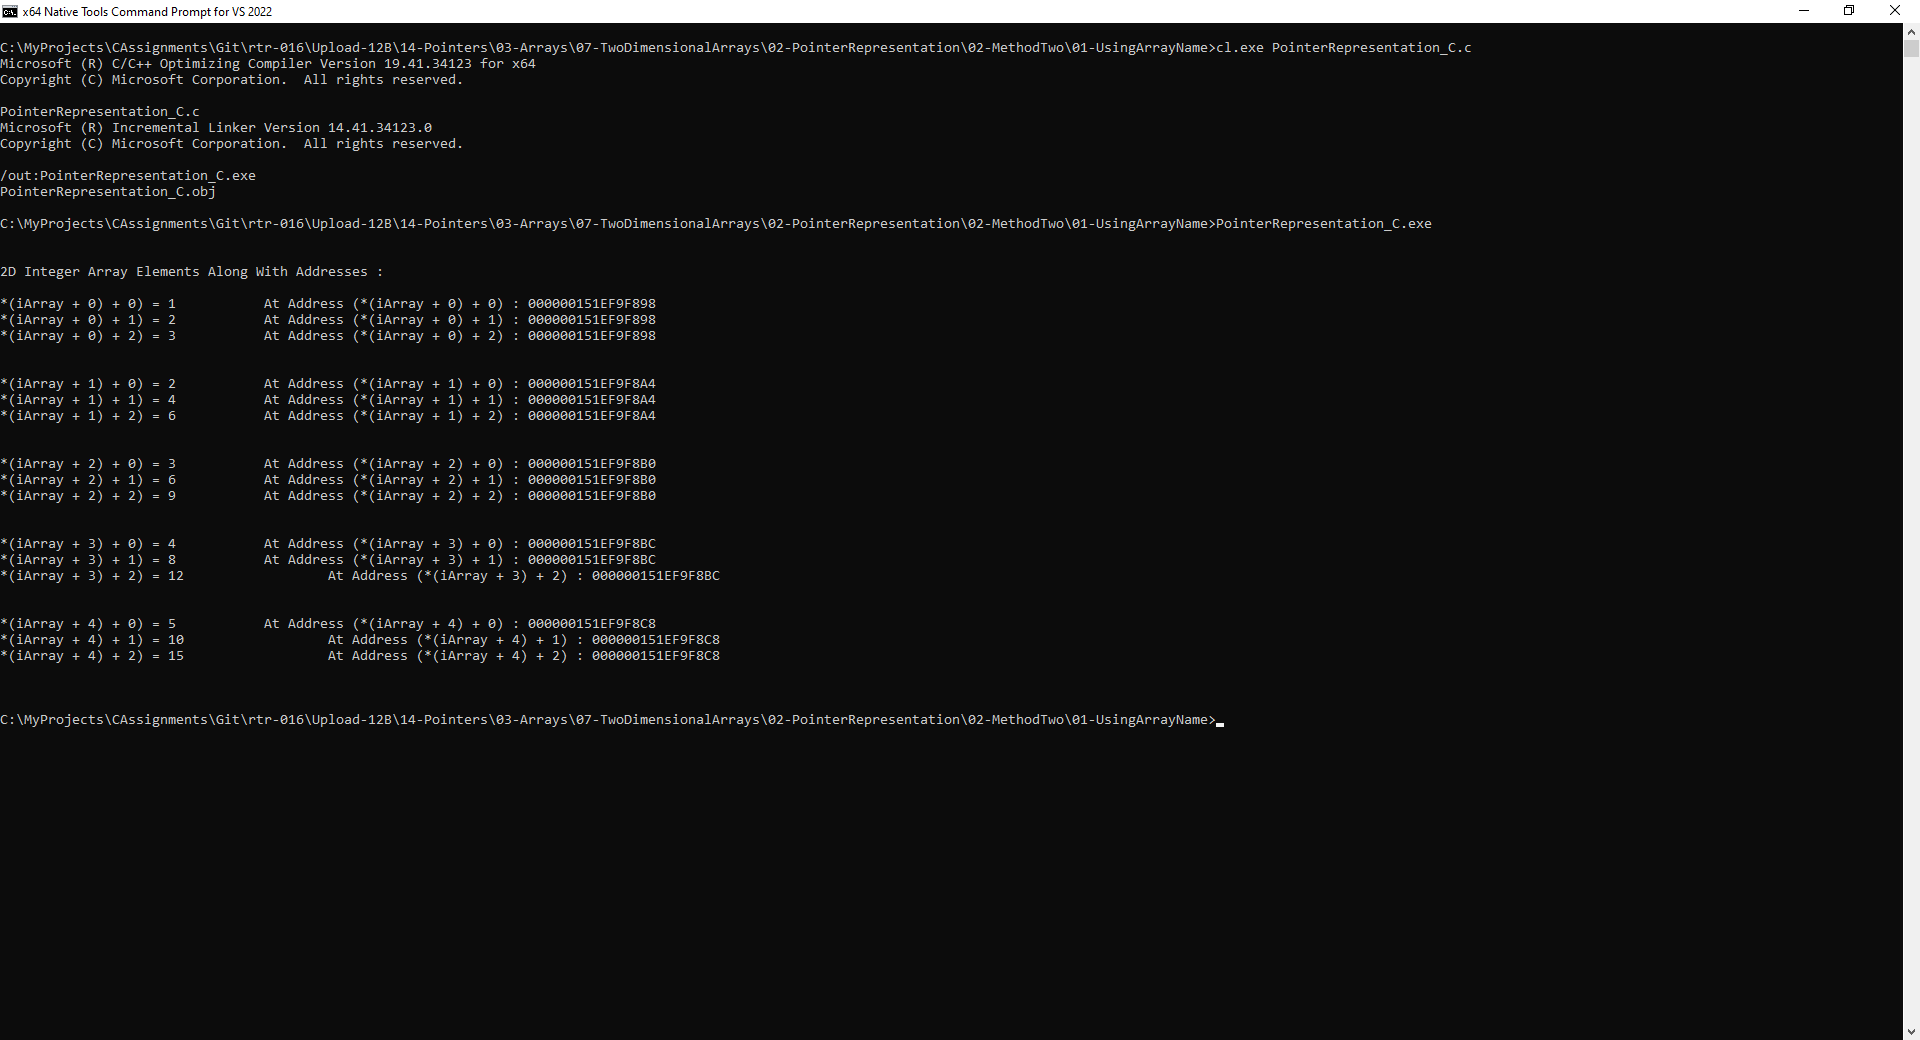 x64 Native Tools Command Prompt for VS 2022
C:\MyProjects\CAssignments\Git\rtr-016\Upload-12B\14-Pointers\03-Arrays\07-TwoDimensionalArrays\02-PointerRepresentation\02-MethodTwo\01-UsingArrayName>cl.exe PointerRepresentation_C.c
Microsoft (R) C/C++ Optimizing Compiler Version 19.41.34123 for x64
Copyright (C) Microsoft Corporation.  All rights reserved.
PointerRepresentation_C.c
Microsoft (R) Incremental Linker Version 14.41.34123.0
Copyright (C) Microsoft Corporation.  All rights reserved.
/out:PointerRepresentation_C.exe
PointerRepresentation_C.obj
C:\MyProjects\CAssignments\Git\rtr-016\Upload-12B\14-Pointers\03-Arrays\07-TwoDimensionalArrays\02-PointerRepresentation\02-MethodTwo\01-UsingArrayName>PointerRepresentation_C.exe
2D Integer Array Elements Along With Addresses :
*(iArray + 0) + 0) = 1           At Address (*(iArray + 0) + 0) : 000000151EF9F898
*(iArray + 0) + 1) = 2           At Address (*(iArray + 0) + 1) : 000000151EF9F898
*(iArray + 0) + 2) = 3           At Address (*(iArray + 0) + 2) : 000000151EF9F898
*(iArray + 1) + 0) = 2           At Address (*(iArray + 1) + 0) : 000000151EF9F8A4
*(iArray + 1) + 1) = 4           At Address (*(iArray + 1) + 1) : 000000151EF9F8A4
*(iArray + 1) + 2) = 6           At Address (*(iArray + 1) + 2) : 000000151EF9F8A4
*(iArray + 2) + 0) = 3           At Address (*(iArray + 2) + 0) : 000000151EF9F8B0
*(iArray + 2) + 1) = 6           At Address (*(iArray + 2) + 1) : 000000151EF9F8B0
*(iArray + 2) + 2) = 9           At Address (*(iArray + 2) + 2) : 000000151EF9F8B0
*(iArray + 3) + 0) = 4           At Address (*(iArray + 3) + 0) : 000000151EF9F8BC
*(iArray + 3) + 1) = 8           At Address (*(iArray + 3) + 1) : 000000151EF9F8BC
*(iArray + 3) + 2) = 12                  At Address (*(iArray + 3) + 2) : 000000151EF9F8BC
*(iArray + 4) + 0) = 5           At Address (*(iArray + 4) + 0) : 000000151EF9F8C8
*(iArray + 4) + 1) = 10                  At Address (*(iArray + 4) + 1) : 000000151EF9F8C8
*(iArray + 4) + 2) = 15                  At Address (*(iArray + 4) + 2) : 000000151EF9F8C8
C:\MyProjects\CAssignments\Git\rtr-016\Upload-12B\14-Pointers\03-Arrays\07-TwoDimensionalArrays\02-PointerRepresentation\02-MethodTwo\01-UsingArrayName>